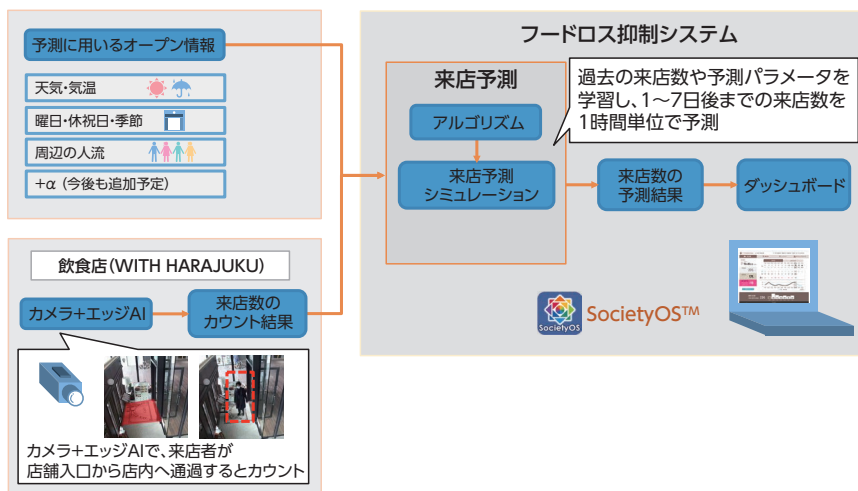 予測に用いるオープン情報
天気・気温
曜日・休祝日・季節
周辺の人流
+α (今後も追加予定)
飲食店(WITH HARAJUKU)
カメラ+エッジAI
来店数の
カウント結果
カメラ+エッジAIで、来店者が
店舗入口から店内へ通過するとカウント
フードロス抑制システム
来店予測
過去の来店数や予測パラメータを
学習し、1〜7日後までの来店数を
1時間単位で予測
アルゴリズム
来店予測
シミュレーション
来店数の
予測結果
ダッシュボード
SocietyOS
SocietyOS™